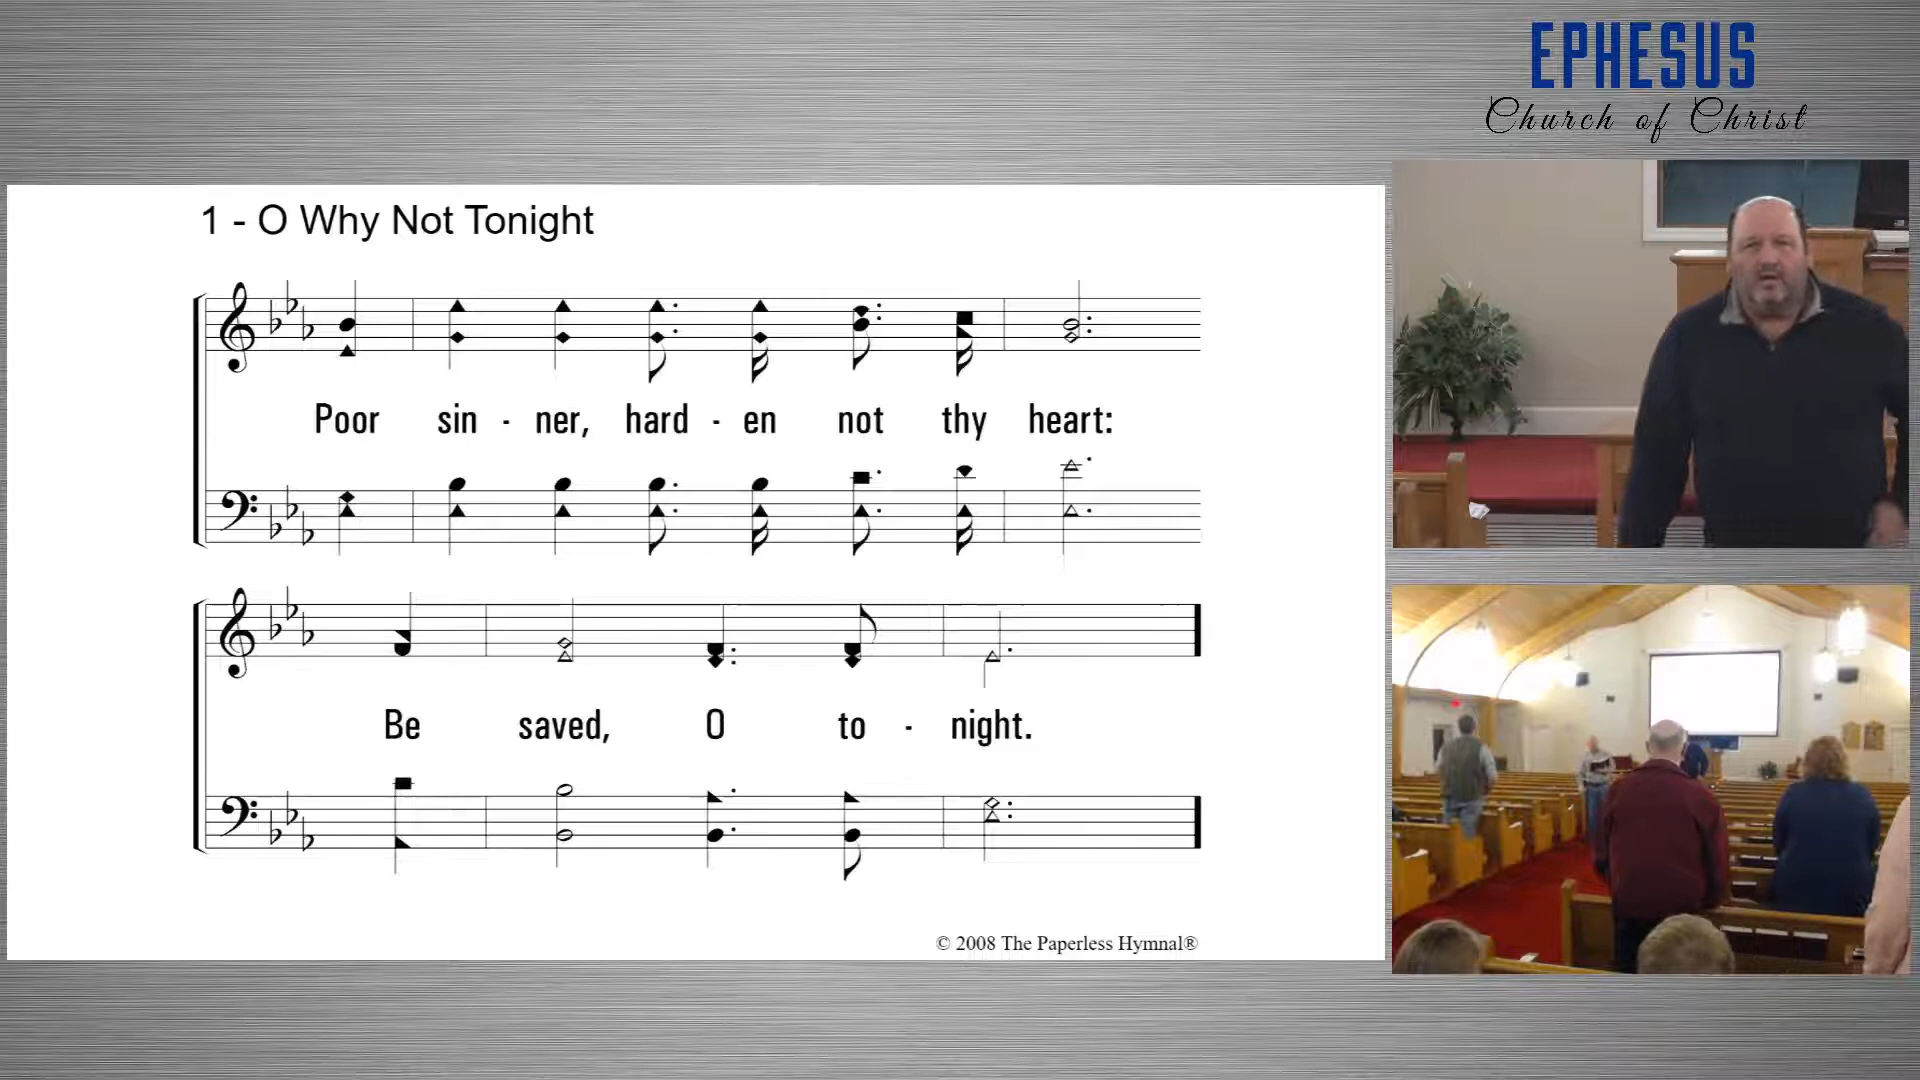 EPHESUS
Church of Christ
1 - O Why Not Tonight
Poor sin - ner, hard - en not thy heart:
Be saved, O to - night.
© 2008 The Paperless Hymnal®